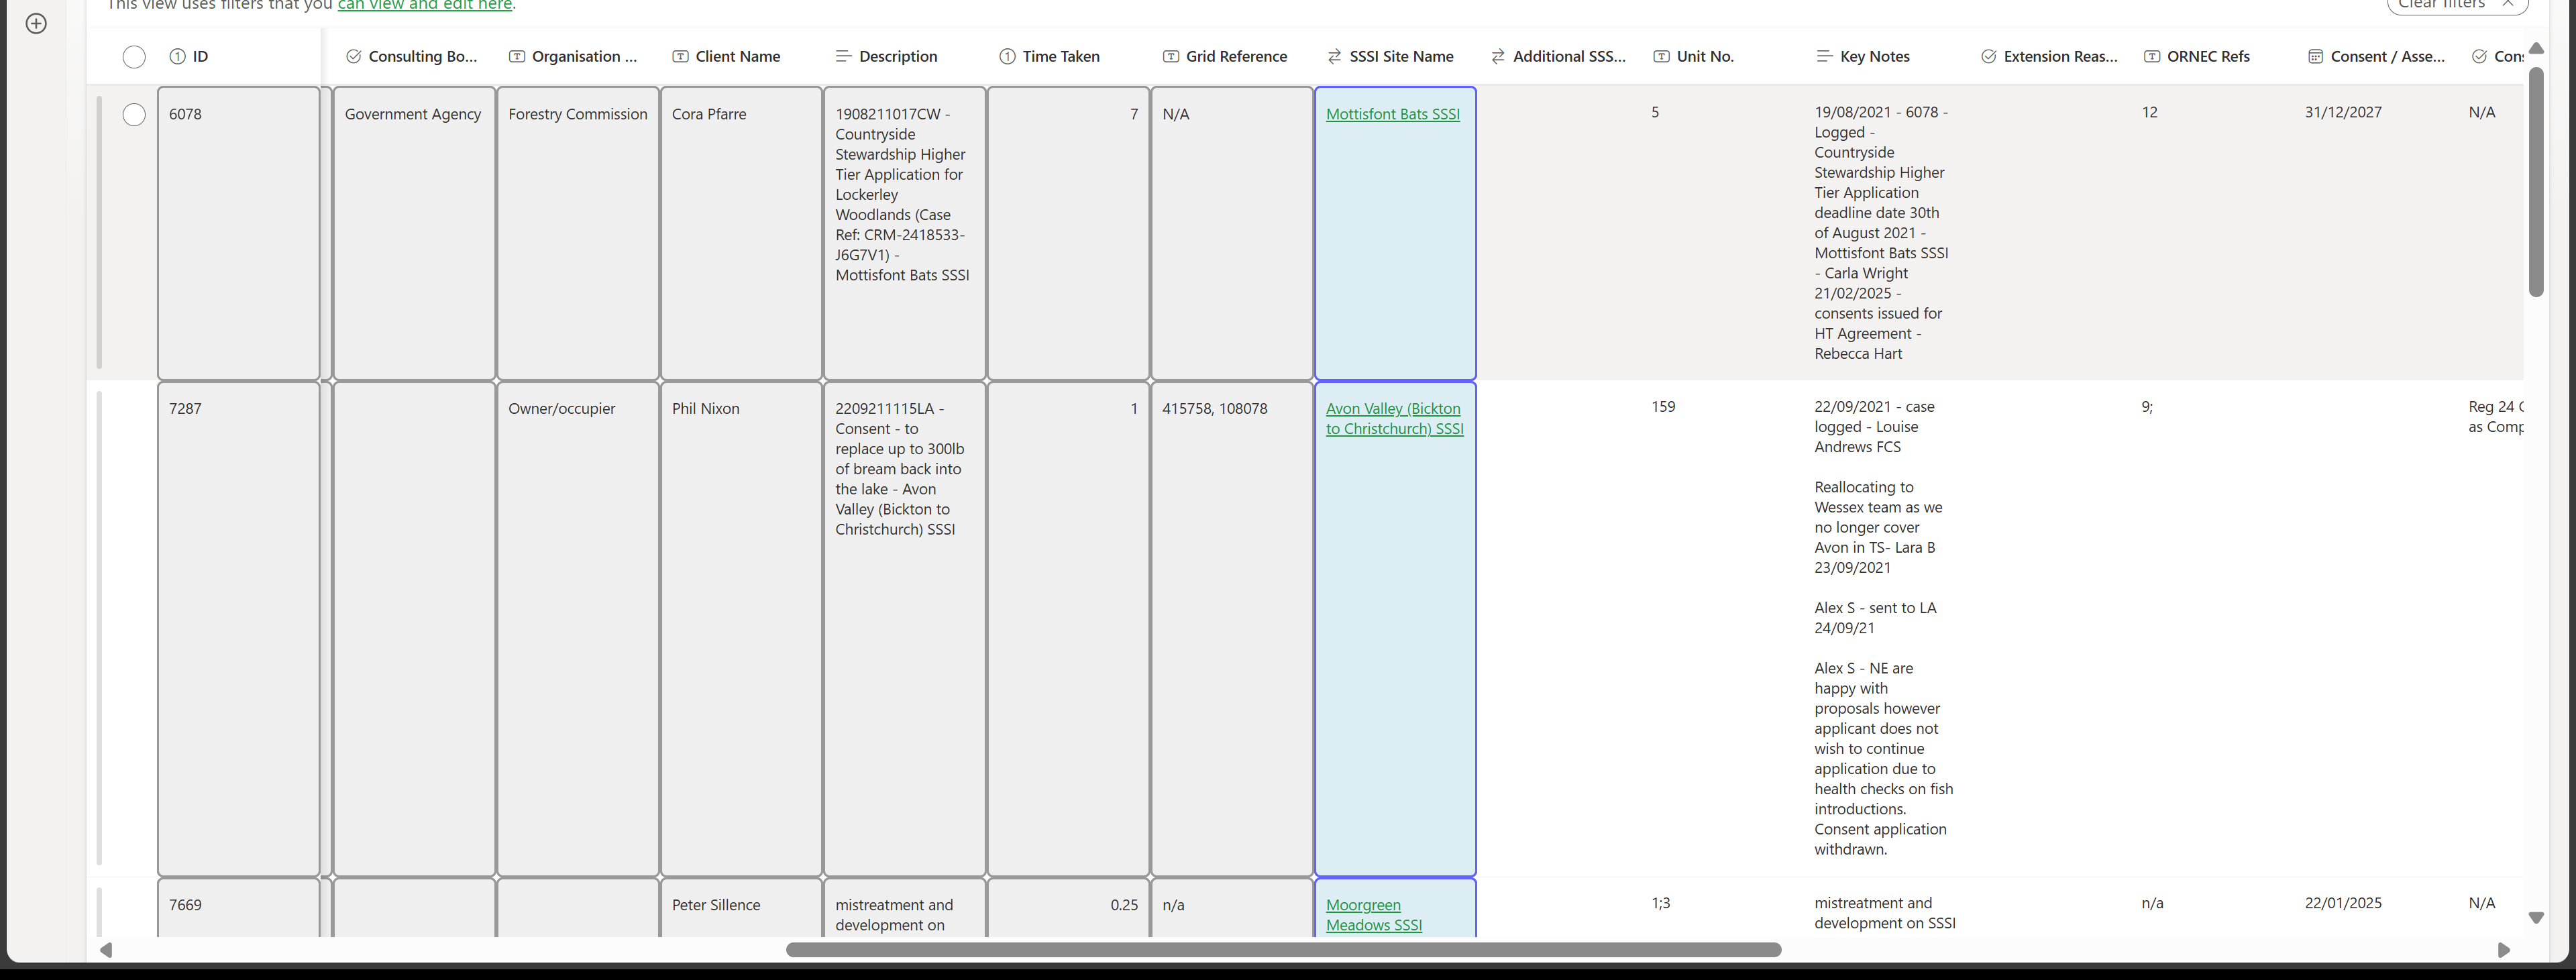 This view uses filters that you can view and edit here.
Clear filters
ID
Consulting Bo...
Organisation ...
Client Name
Description
Time Taken
Grid Reference
SSSI Site Name
Additional SSS...
Unit No.
Key Notes
Extension Reas...
ORNEC Refs
Consent / Asse...
Cons
6078
Government Agency
Forestry Commission
Cora Pfarre
1908211017CW -
Countryside
Stewardship Higher
Tier Application for
Lockerley
Woodlands (Case
Ref: CRM-2418533-
J6G7V1) -
Mottisfont Bats SSSI
7
N/A
Mottisfont Bats SSSI
5
19/08/2021 - 6078 -
Logged -
Countryside
Stewardship Higher
Tier Application
deadline date 30th
of August 2021 -
Mottisfont Bats SSSI
- Carla Wright
21/02/2025 -
consents issued for
HT Agreement -
Rebecca Hart
12
31/12/2027
N/A
7287
Owner/occupier
Phil Nixon
2209211115LA -
Consent - to
replace up to 300lb
of bream back into
the lake - Avon
Valley (Bickton to
Christchurch) SSSI
1
415758, 108078
Avon Valley (Bickton
to Christchurch) SSSI
159
22/09/2021 - case
logged - Louise
Andrews FCS
Reallocating to
Wessex team as we
no longer cover
Avon in TS- Lara B
23/09/2021
Alex S - sent to LA
24/09/21
Alex S - NE are
happy with
proposals however
applicant does not
wish to continue
application due to
health checks on fish
introductions.
Consent application
withdrawn.
9;
Reg 24
as Comp
7669
Peter Sillence
mistreatment and
development on
0.25
n/a
Moorgreen
Meadows SSSI
1;3
mistreatment and
development on SSSI
n/a
22/01/2025
N/A